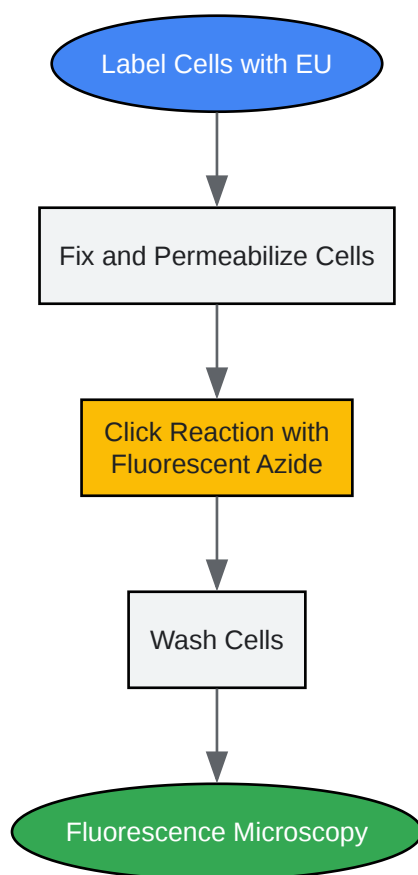 Label Cells with EU
Fix and Permeabilize Cells
Click Reaction with
Fluorescent Azide
Wash Cells
Fluorescence Microscopy